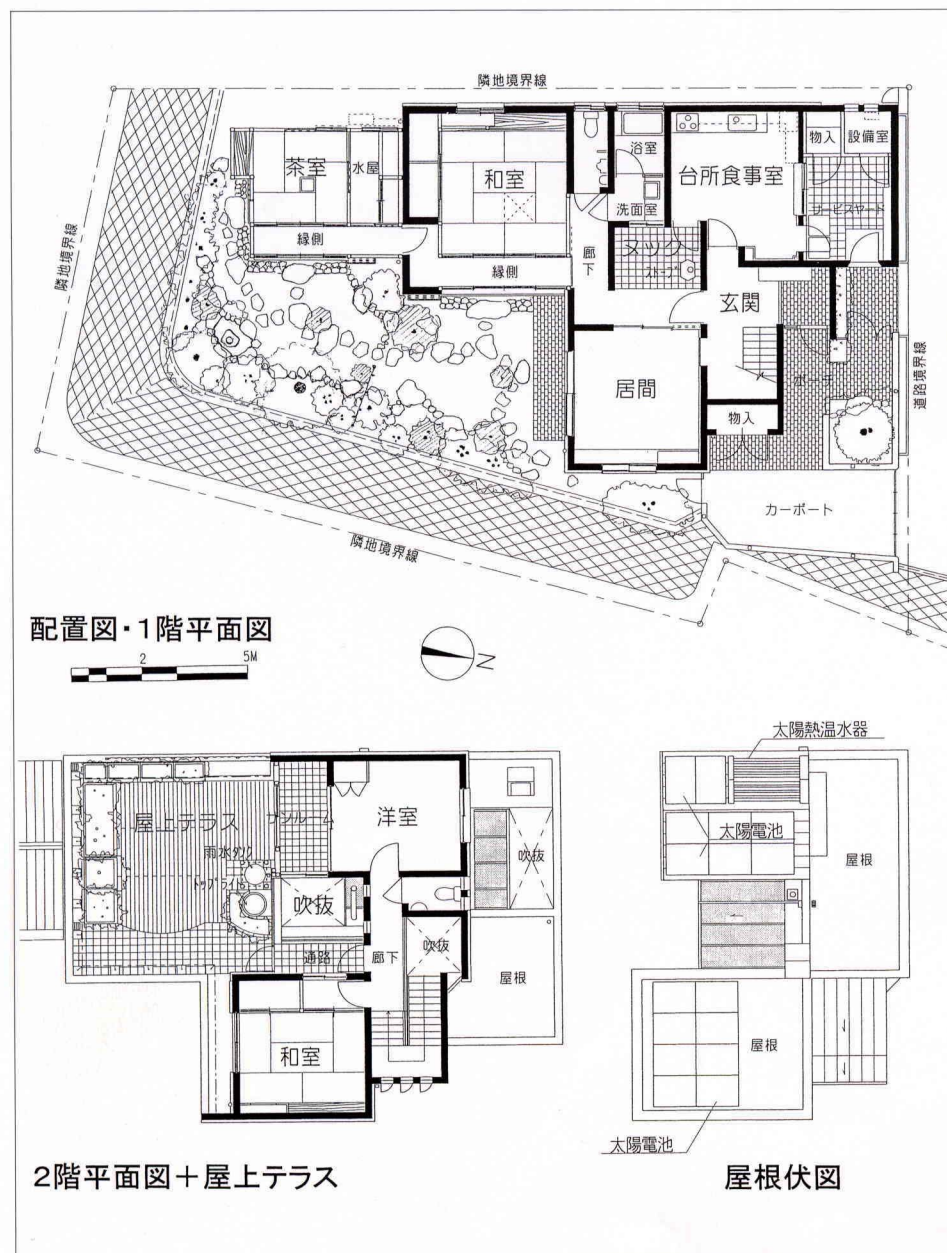 隣地境界線
茶室
水屋
和室
浴室
台所食事室
物入
設備室
洗面室
サービスヤード
縁側
廊下
ヌック
ストーブ
縁側
玄関
隣地境界線
居間
ポーチ
道路境界線
物入
カーポート
隣地境界線
配置図・1階平面図
2
5M
N
屋上テラス
サンルーム
洋室
雨水タンク
トップライト
吹抜
吹抜
吹抜
通路
廊下
屋根
和室
2階平面図+屋上テラス
太陽熱温水器
太陽電池
屋根
屋根
太陽電池
屋根伏図